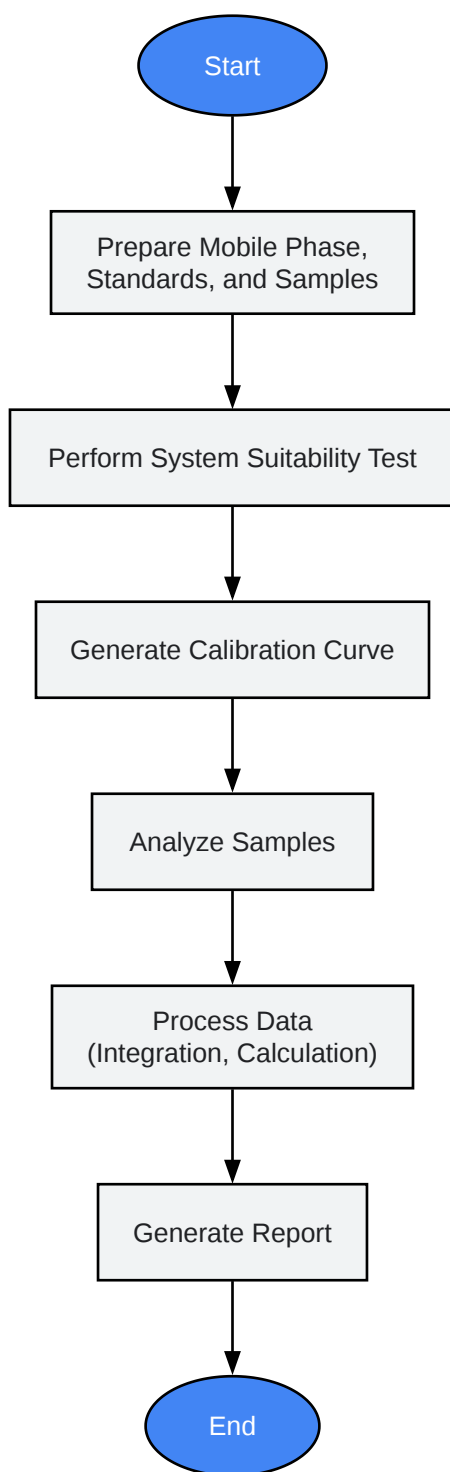 Start
Prepare Mobile Phase,
Standards, and Samples
Perform System Suitability Test
Generate Calibration Curve
Analyze Samples
Process Data
(Integration, Calculation)
Generate Report
End